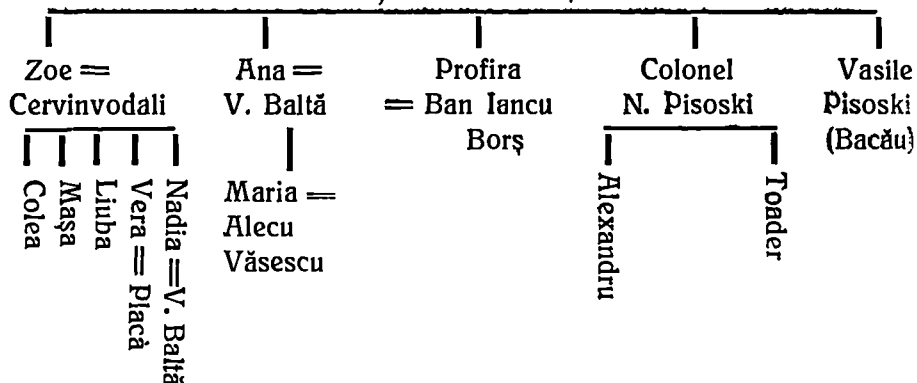 Zoe =
Cervinvodali
Ana =
V. Baltă
Profira
= Ban Iancu
Borș
Colonel
N. Pisoski
Vasile
Pisoski
(Bacău)
Colea
Mașa
Liuba
Vera = Placă
Nadia = V. Baltă
Maria =
Alecu
Văsescu
Alexandru
Toader